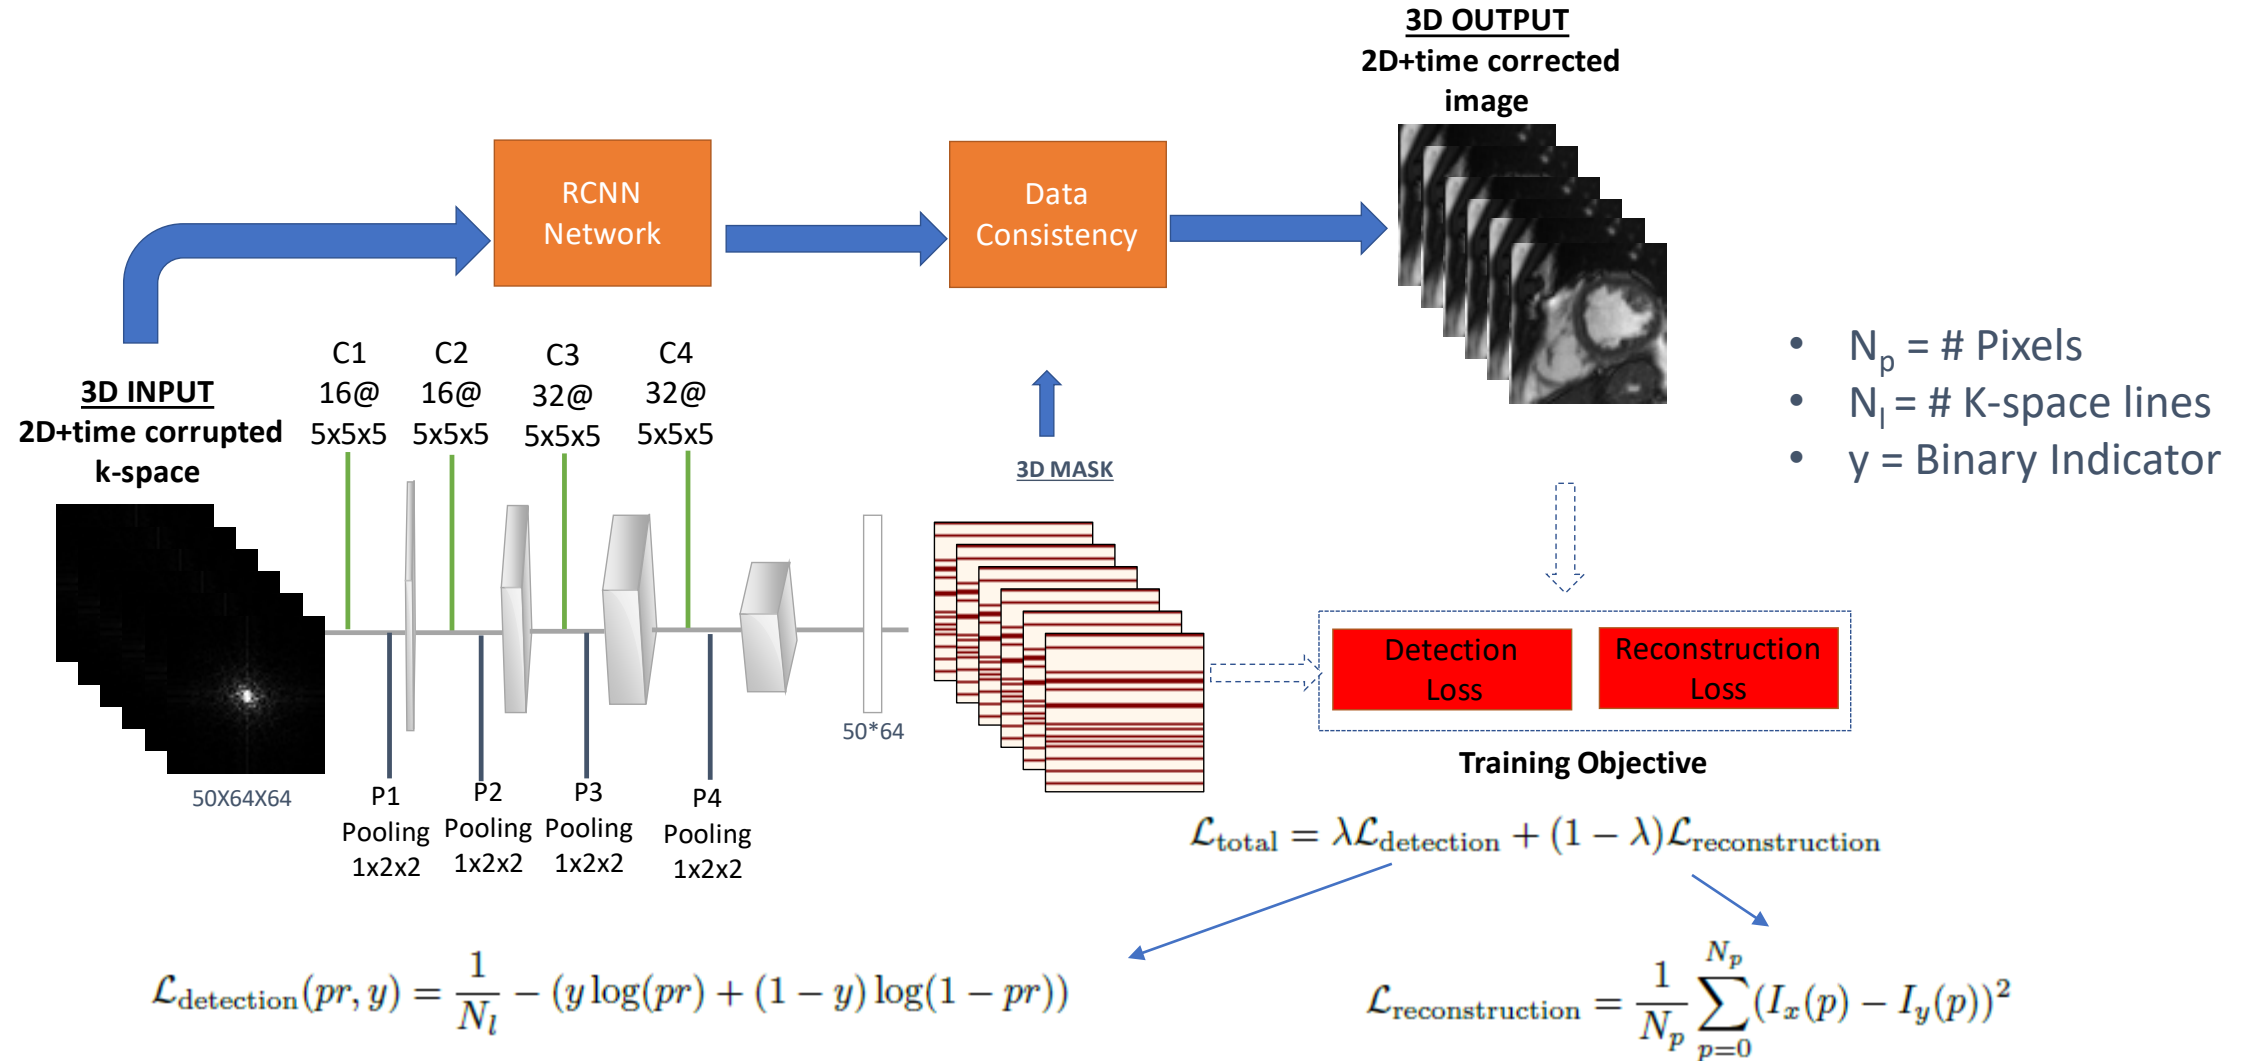 3D OUTPUT
2D+time corrected
image
RCNN
Network
Data
Consistency
3D INPUT
2D+time corrupted
k-space
C1
16@
5x5x5
C2
16@
5x5x5
C3
32@
5x5x5
C4
32@
5x5x5
3D MASK
• Nₚ = # Pixels
• Nₗ = # K-space lines
• y = Binary Indicator
50X64X64
P1
Pooling
1x2x2
P2
Pooling
1x2x2
P3
Pooling
1x2x2
P4
Pooling
1x2x2
50*64
Detection
Loss
Reconstruction
Loss
Training Objective
ℒ_total = λℒ_detection + (1 − λ)ℒ_reconstruction
ℒ_detection(pr, y) = 1/N_l − (y log(pr) + (1 − y) log(1 − pr))
ℒ_reconstruction = 1/N_p ∑_{p=0}^{N_p} (I_x(p) − I_y(p))²